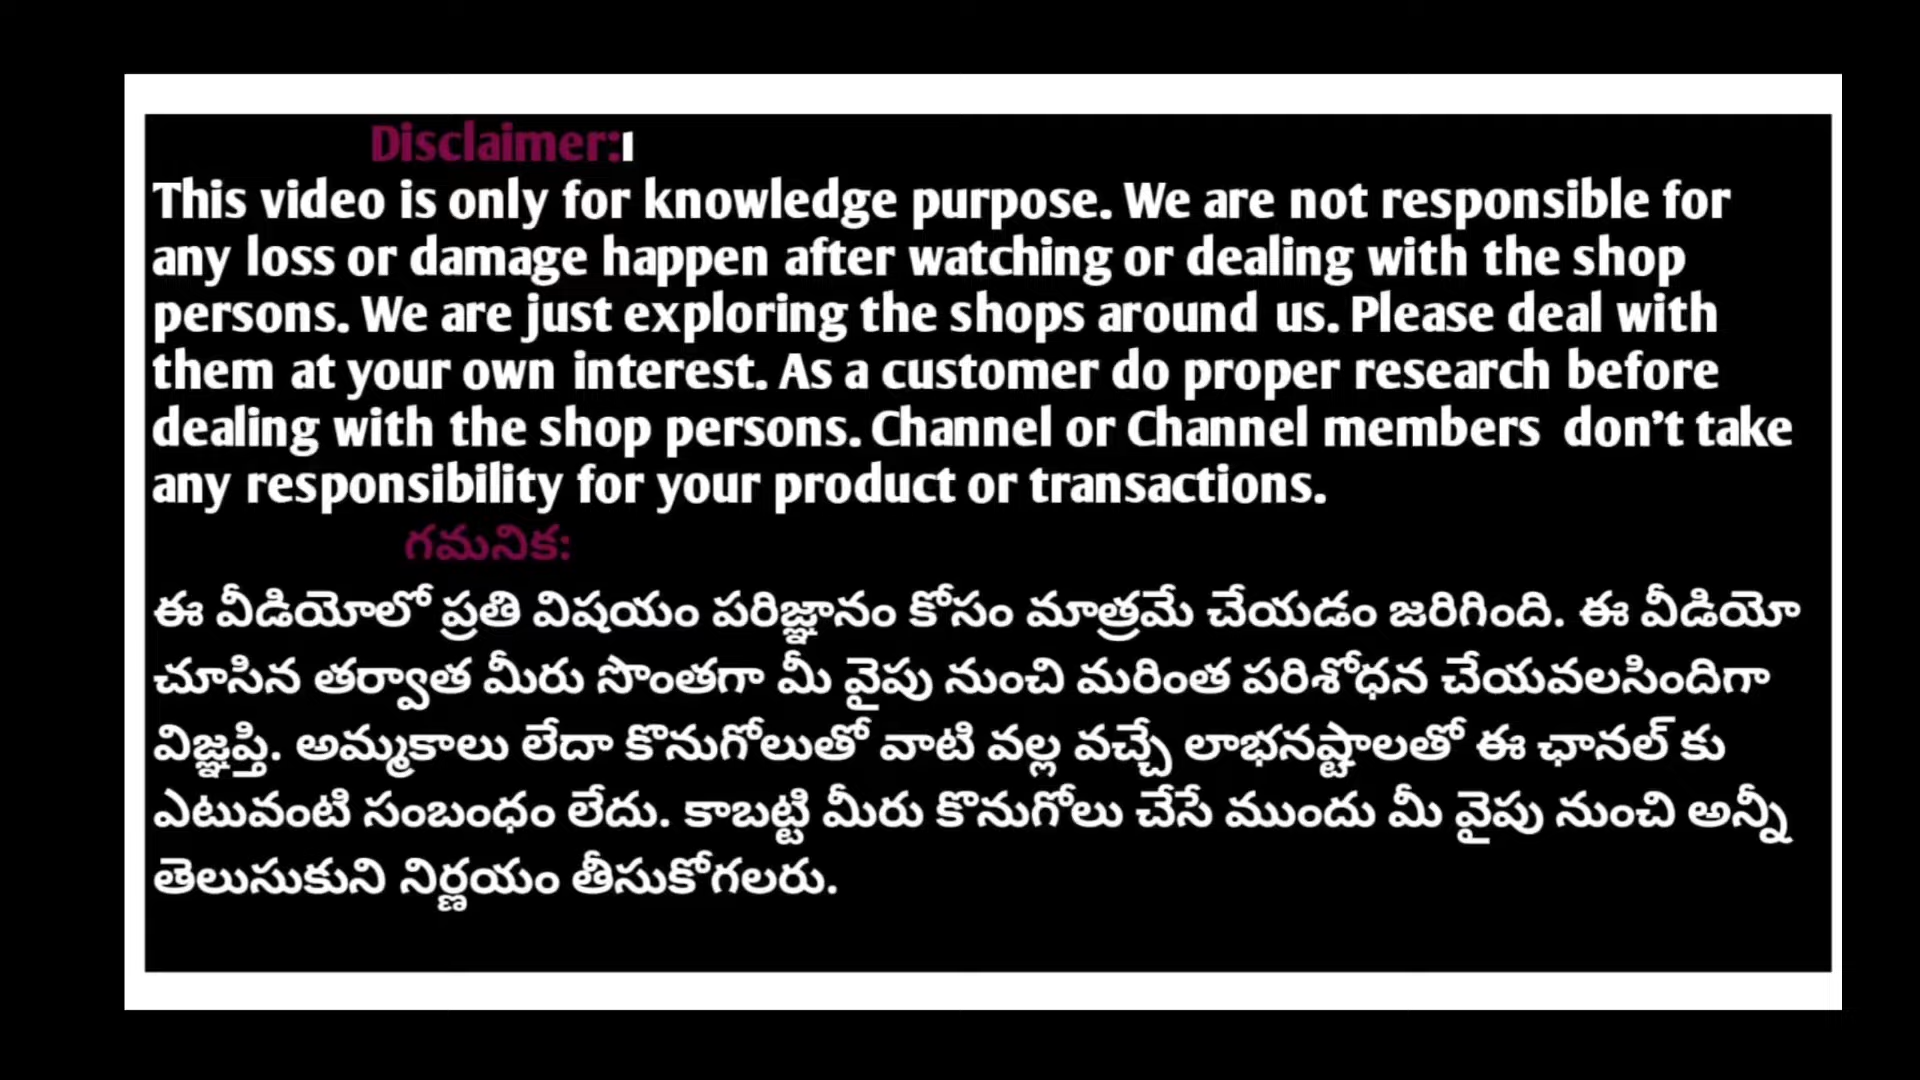 Disclaimer:
This video is only for knowledge purpose. We are not responsible for
any loss or damage happen after watching or dealing with the shop
persons. We are just exploring the shops around us. Please deal with
them at your own interest. As a customer do proper research before
dealing with the shop persons. Channel or Channel members don't take
any responsibility for your product or transactions.
గమనిక:
ఈ వీడియోలో ప్రతి విషయం పరిజ్ఞానం కోసం మాత్రమే చేయడం జరిగింది. ఈ వీడియో
చూసిన తర్వాత మీరు సొంతగా మీ వైపు నుంచి మరింత పరిశోధన చేయవలసిందిగా
విజ్ఞప్తి. అమ్మకాలు లేదా కొనుగోలుతో వాటి వల్ల వచ్చే లాభనష్టాలతో ఈ ఛానల్ కు
ఎటువంటి సంబంధం లేదు. కాబట్టి మీరు కొనుగోలు చేసే ముందు మీ వైపు నుంచి అన్నీ
తెలుసుకుని నిర్ణయం తీసుకోగలరు.